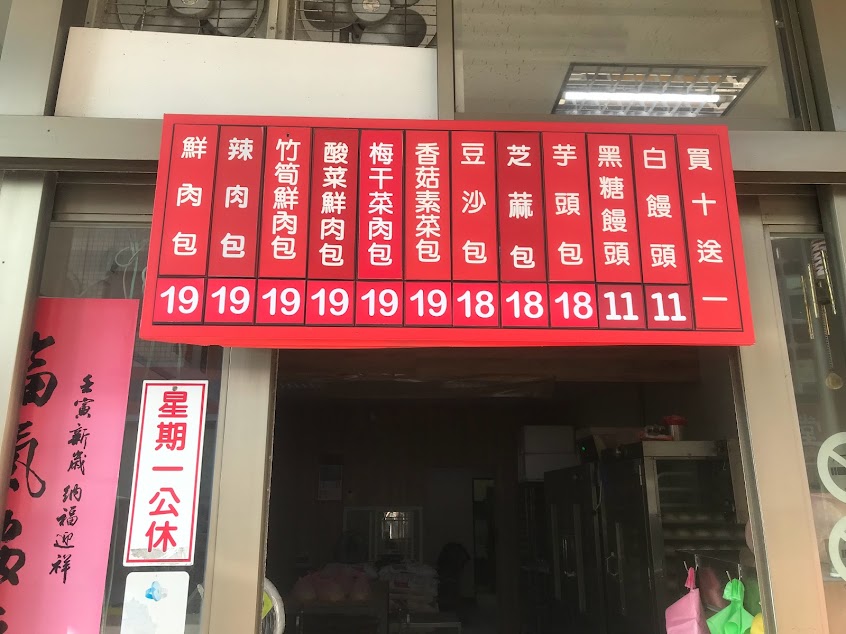 鮮肉包 19
辣肉包 19
竹筍鮮肉包 19
酸菜鮮肉包 19
梅干菜肉包 19
香菇素菜包 19
豆沙包 18
芝蔴包 18
芋頭包 18
黑糖饅頭 11
白饅頭 11
買十送一
星期一公休
壬寅新歲納福迎祥